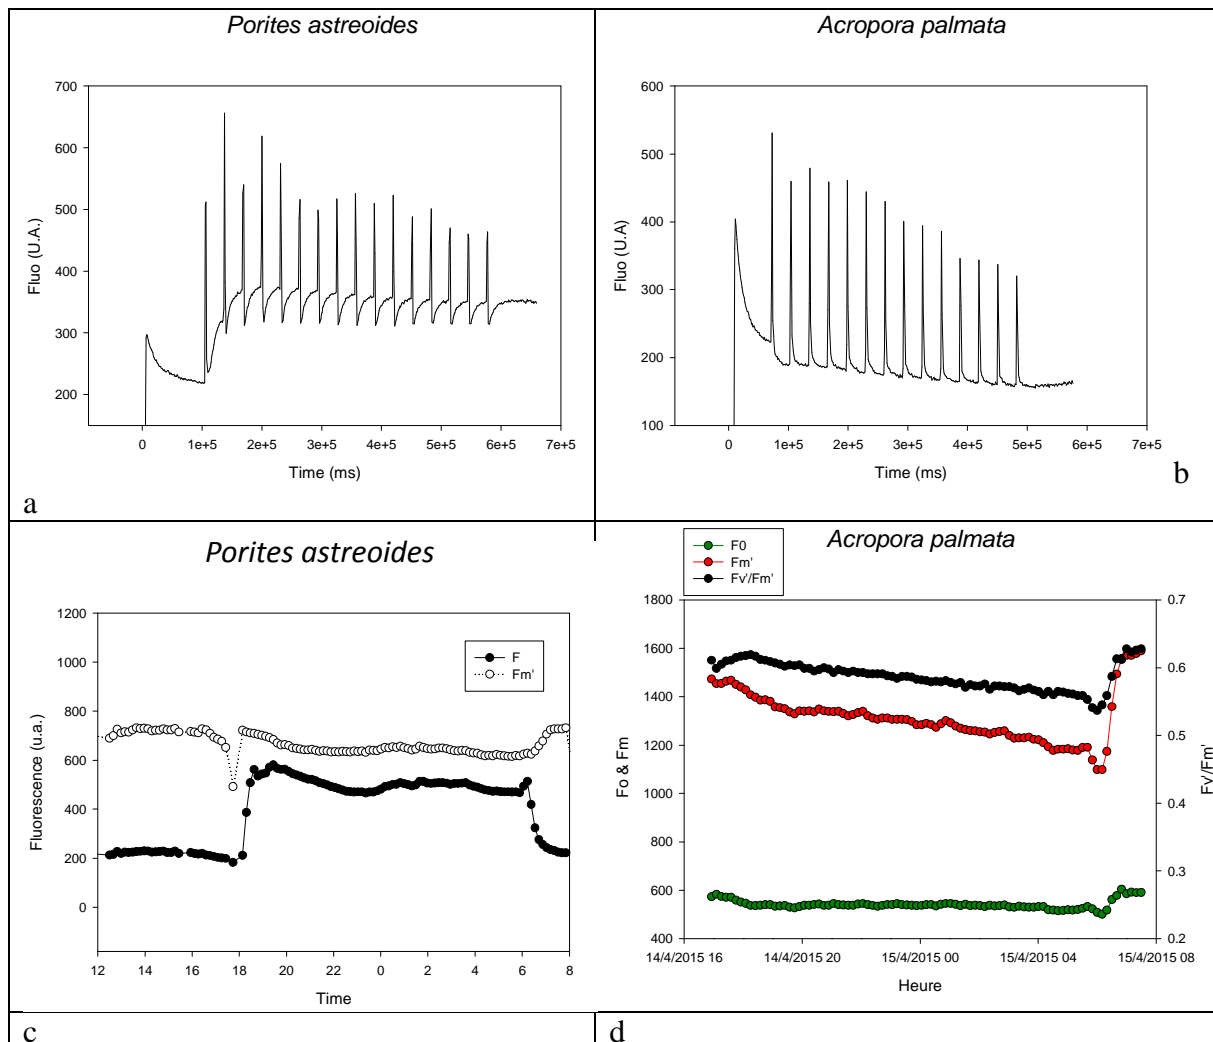 Porites astreoides
Acropora palmata
700
600
500
400
300
200
Fluo (U.A.)
0 1e+5 2e+5 3e+5 4e+5 5e+5 6e+5 7e+5
Time (ms)
a
600
500
400
300
200
100
Fluo (U.A)
0 1e+5 2e+5 3e+5 4e+5 5e+5 6e+5 7e+5
Time (ms)
b
Porites astreoides
F
Fm'
1200
1000
800
600
400
200
0
Fluorescence (u.a.)
12 14 16 18 20 22 0 2 4 6 8
Time
c
Acropora palmata
F0
Fm'
Fv'/Fm'
1800
1600
1400
1200
1000
800
600
400
Fo & Fm
0.7
0.6
0.5
0.4
0.3
0.2
Fv/Fm'
14/4/2015 16 14/4/2015 20 15/4/2015 00 15/4/2015 04 15/4/2015 08
Heure
d